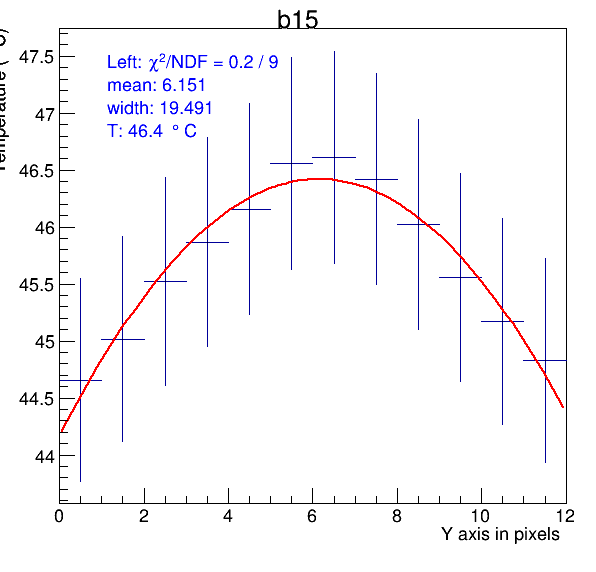 b15
Temperature (°C)
Left: χ²/NDF = 0.2 / 9
mean: 6.151
width: 19.491
T: 46.4 °C
47.5
47
46.5
46
45.5
45
44.5
44
0 2 4 6 8 10 12
Y axis in pixels